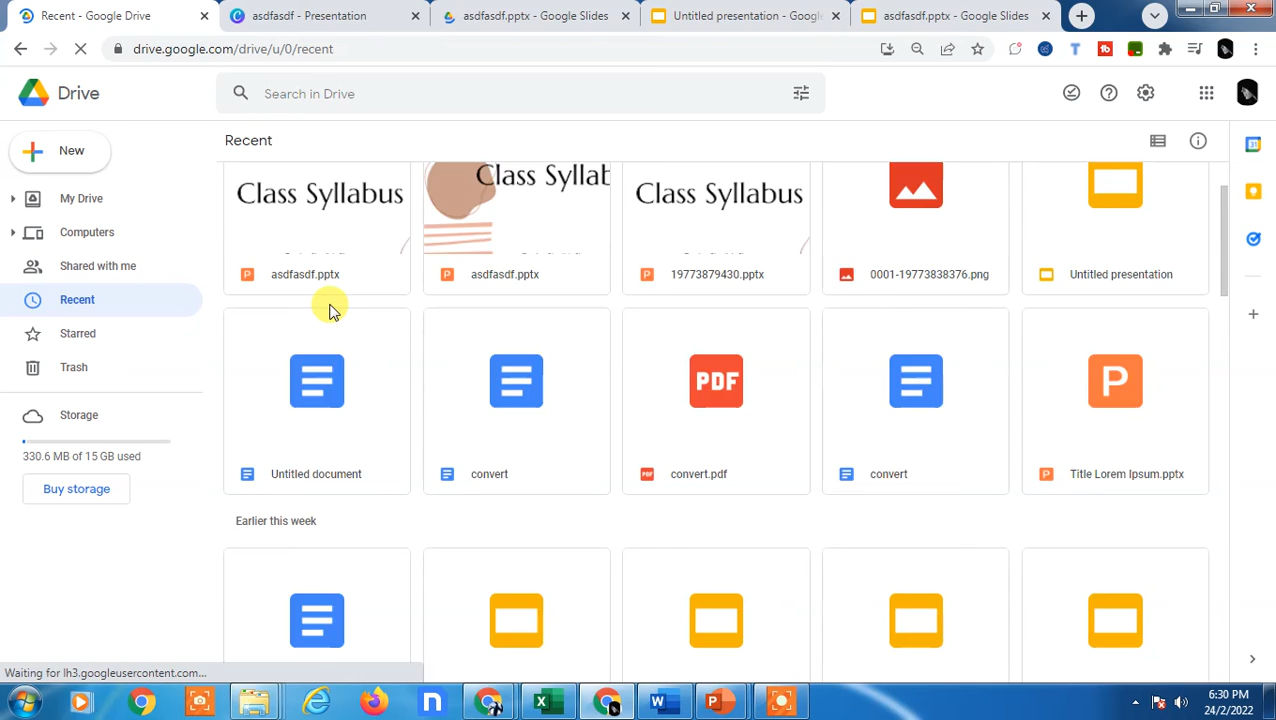 Recent - Google Drive
asdfasdf - Presentation
asdfasdf.pptx - Google Slides
Untitled presentation - Google
asdfasdf.pptx - Google Slides
drive.google.com/drive/u/0/recent
Drive
Search in Drive
New
My Drive
Computers
Shared with me
Recent
Starred
Trash
Storage
330.6 MB of 15 GB used
Buy storage
Recent
Class Syllabus
Class Syllab
Class Syllabus
asdfasdf.pptx
asdfasdf.pptx
19773879430.pptx
0001-19773838376.png
Untitled presentation
P
PDF
Untitled document
convert
convert.pdf
convert
Title Lorem Ipsum.pptx
Earlier this week
Waiting for lh3.googleusercontent.com...
6:30 PM
24/2/2022